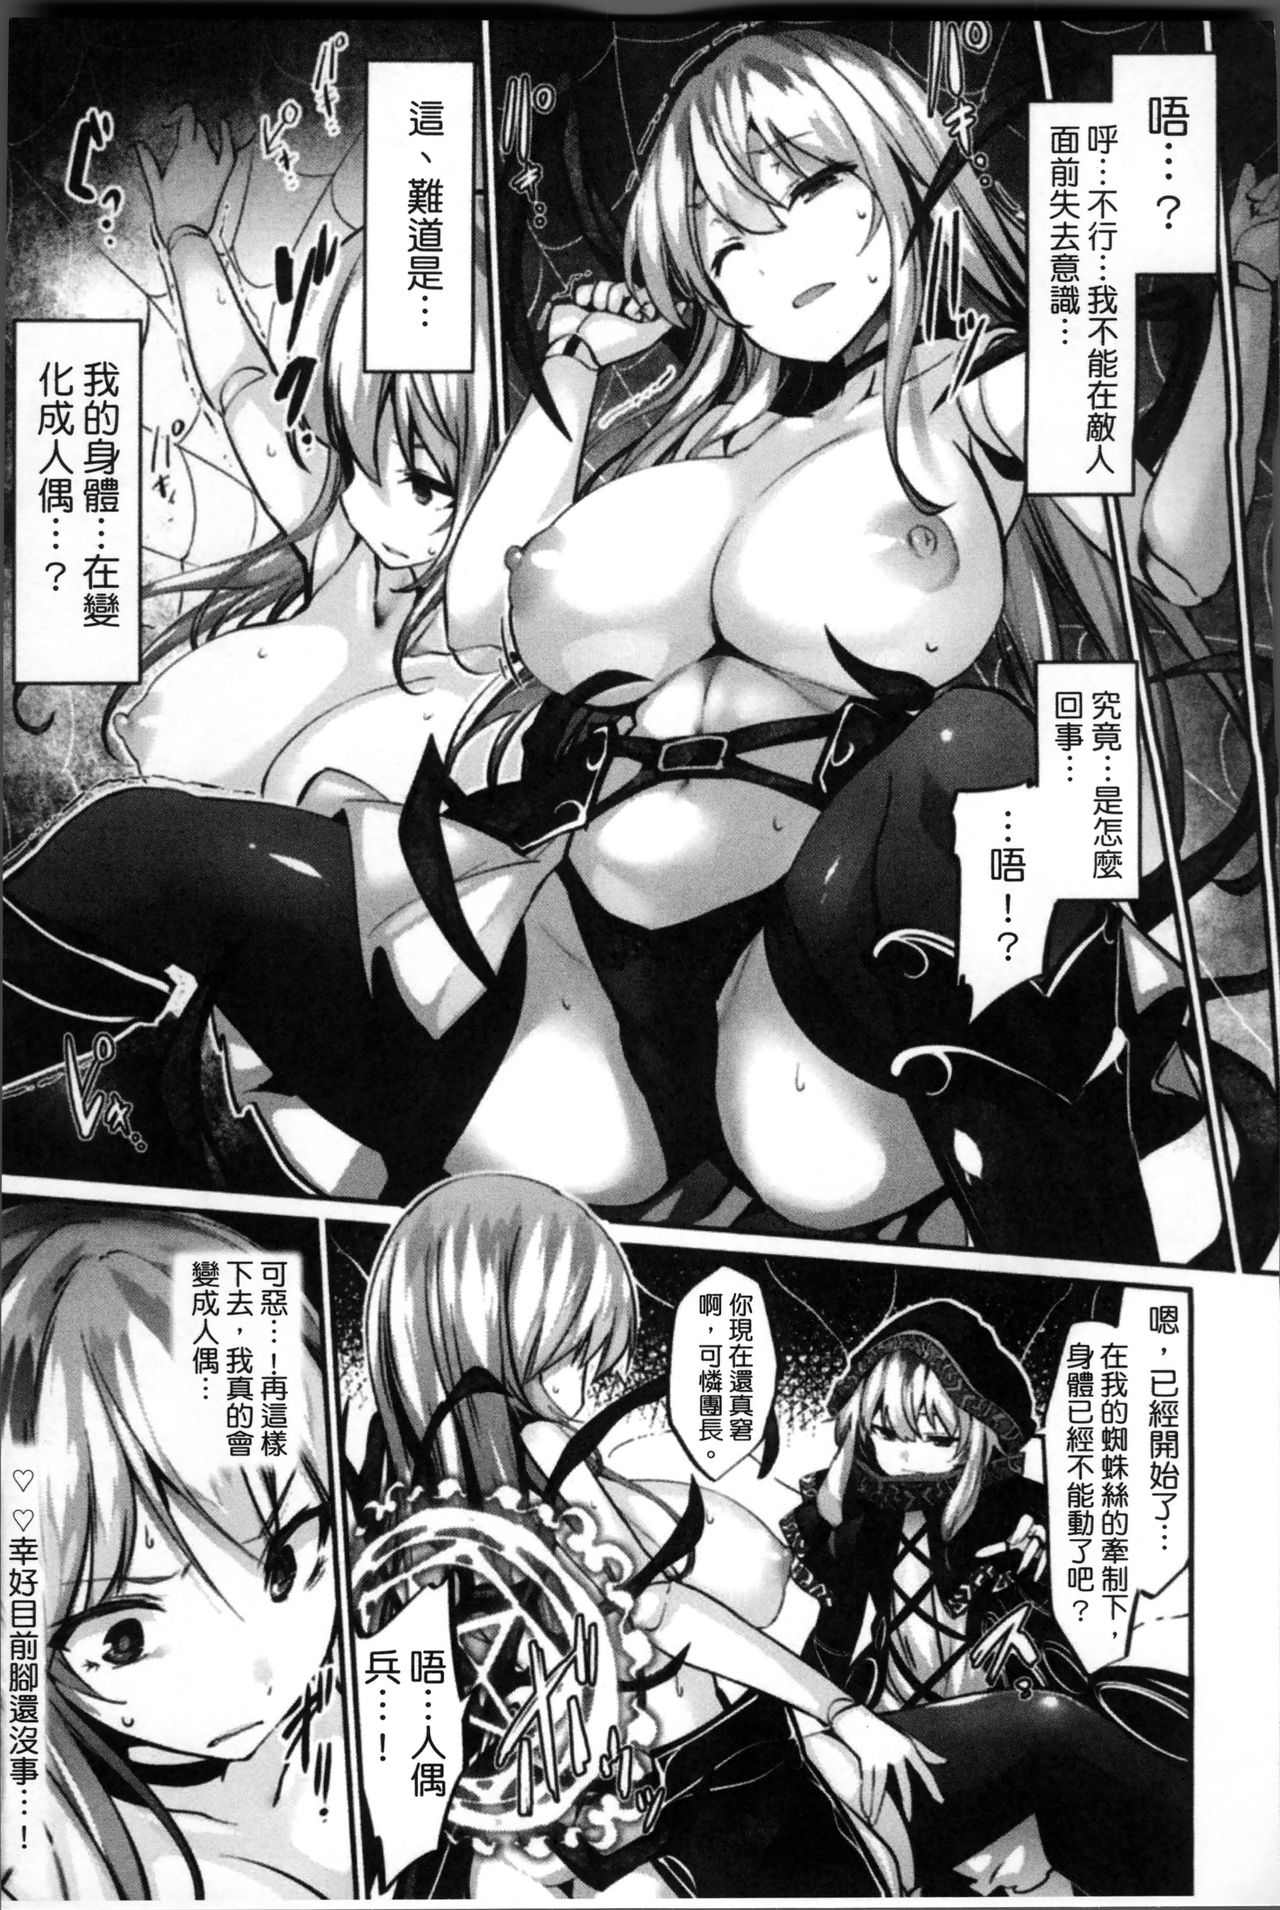 唔…?
呼…不行…我不能在敵人
面前失去意識…
究竟…是怎麼
回事…
…唔!?
這、難道是…
我的身體…在變
化成人偶…?
嗯，已經開始了…
在我的蜘蛛絲的牽制下，
身體已經不能動了吧?
你現在還真窘
啊，可憐團長。
唔…人偶
兵…!
可惡…!再這樣
下去，我真的會
變成人偶…
♡♡幸好目前腳還沒事…!